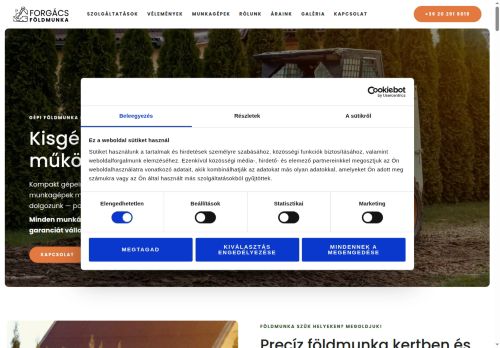 FORGÁCS
FÖLDMUNKA
SZOLGÁLTATÁSOK VÉLEMÉNYEK MUNKAGÉPEK RÓLUNK ÁRAINK GALÉRIA KAPCSOLAT
+36 20 291 6015
GÉPI FÖLDMUNKA
Kisgé
műkö
Kompakt gépein
munkagépek m
dolgozunk — po
Minden munká
garanciát válla
KAPCSOLAT
Cookiebot
by Usercentrics
Beleegyezés Részletek A sütikről
Ez a weboldal sütiket használ
Sütiket használunk a tartalmak és hirdetések személyre szabásához, közösségi funkciók biztosításához, valamint
weboldalforgalmunk elemzéséhez. Ezenkívül közösségi média-, hirdető- és elemező partnereinkkel megosztjuk az Ön
weboldalhasználatra vonatkozó adatait, akik kombinálhatják az adatokat más olyan adatokkal, amelyeket Ön adott meg
számukra vagy az Ön által használt más szolgáltatásokból gyűjtöttek.
Elengedhetetlen Beállítások Statisztikai Marketing
MEGTAGAD
KIVÁLASZTÁS
ENGEDÉLYEZÉSE
MINDENNEK A
MEGENGEDÉSE
FÖLDMUNKA SZŰK HELYEKEN? MEGOLDJUK!
Precíz földmunka kertben és